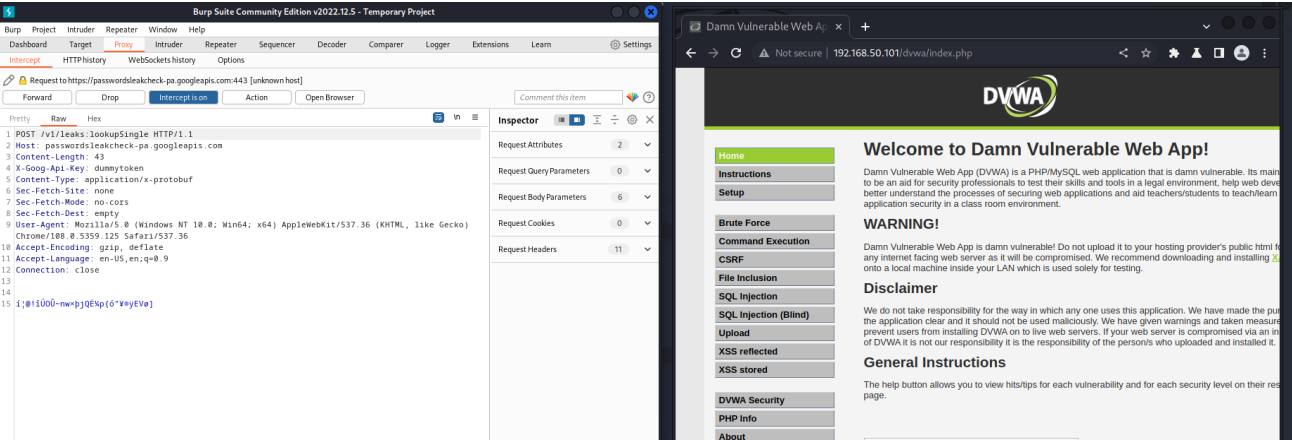 Burp Suite Community Edition v2022.12.5 - Temporary Project
Burp Project Intruder Repeater Window Help
Dashboard Target Proxy Intruder Repeater Sequencer Decoder Comparer Logger Extensions Learn Settings
Intercept HTTP history WebSockets history Options
Request to https://passwordsleakcheck-pa.googleapis.com:443 [unknown host]
Forward Drop Intercept is on Action Open Browser Comment this item
Pretty Raw Hex \n
1 POST /v1/leaks:lookupSingle HTTP/1.1
2 Host: passwordsleakcheck-pa.googleapis.com
3 Content-Length: 43
4 X-Goog-Api-Key: dummytoken
5 Content-Type: application/x-protobuf
6 Sec-Fetch-Site: none
7 Sec-Fetch-Mode: no-cors
8 Sec-Fetch-Dest: empty
9 User-Agent: Mozilla/5.0 (Windows NT 10.0; Win64; x64) AppleWebKit/537.36 (KHTML, like Gecko)
Chrome/108.0.5359.125 Safari/537.36
10 Accept-Encoding: gzip, deflate
11 Accept-Language: en-US,en;q=0.9
12 Connection: close
13
14
15
Inspector
Request Attributes 2
Request Query Parameters 0
Request Body Parameters 6
Request Cookies 0
Request Headers 11
Damn Vulnerable Web Ap
Not secure | 192.168.50.101/dvwa/index.php
DVWA
Home
Instructions
Setup
Brute Force
Command Execution
CSRF
File Inclusion
SQL Injection
SQL Injection (Blind)
Upload
XSS reflected
XSS stored
DVWA Security
PHP Info
About
Welcome to Damn Vulnerable Web App!
Damn Vulnerable Web App (DVWA) is a PHP/MySQL web application that is damn vulnerable. Its main
to be an aid for security professionals to test their skills and tools in a legal environment, help web deve
better understand the processes of securing web applications and aid teachers/students to teach/learn
application security in a class room environment.
WARNING!
Damn Vulnerable Web App is damn vulnerable! Do not upload it to your hosting provider's public html fo
any internet facing web server as it will be compromised. We recommend downloading and installing X
onto a local machine inside your LAN which is used solely for testing.
Disclaimer
We do not take responsibility for the way in which any one uses this application. We have made the pur
the application clear and it should not be used maliciously. We have given warnings and taken measure
prevent users from installing DVWA on to live web servers. If your web server is compromised via an in
of DVWA it is not our responsibility it is the responsibility of the person/s who uploaded and installed it.
General Instructions
The help button allows you to view hits/tips for each vulnerability and for each security level on their res
page.